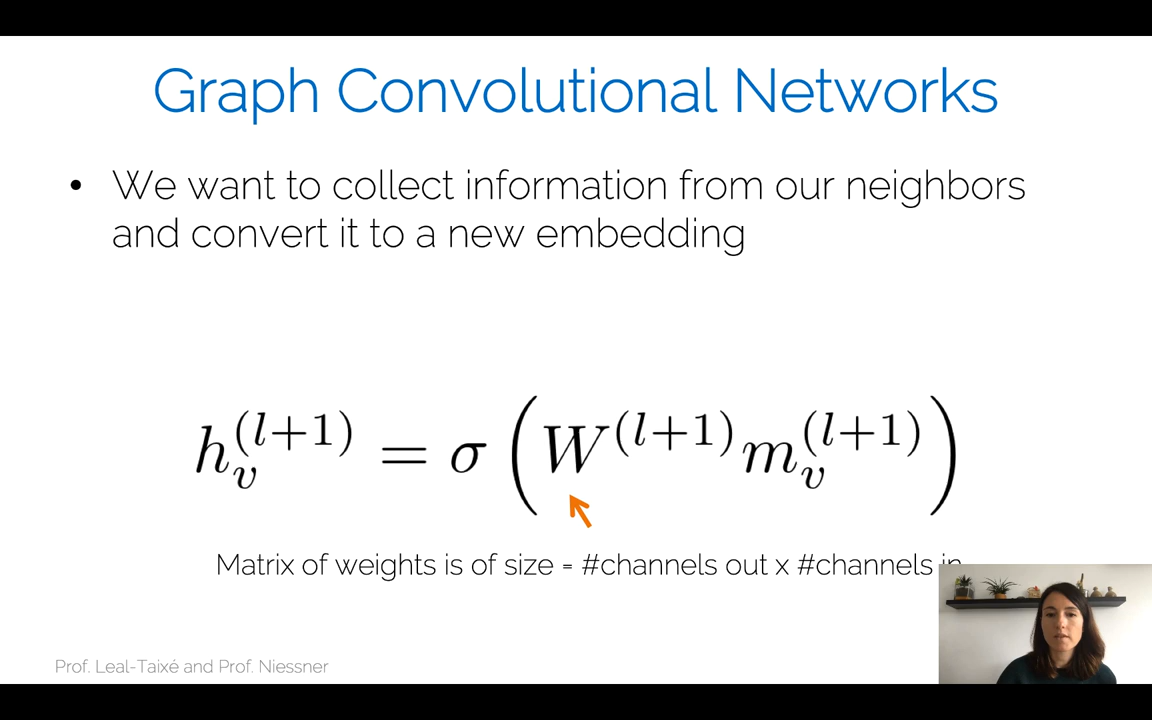 Graph Convolutional Networks
• We want to collect information from our neighbors
and convert it to a new embedding
h_v^{(l+1)} = σ ( W^{(l+1)} m_v^{(l+1)} )
Matrix of weights is of size = #channels out x #channels in
Prof. Leal-Taixé and Prof. Niessner